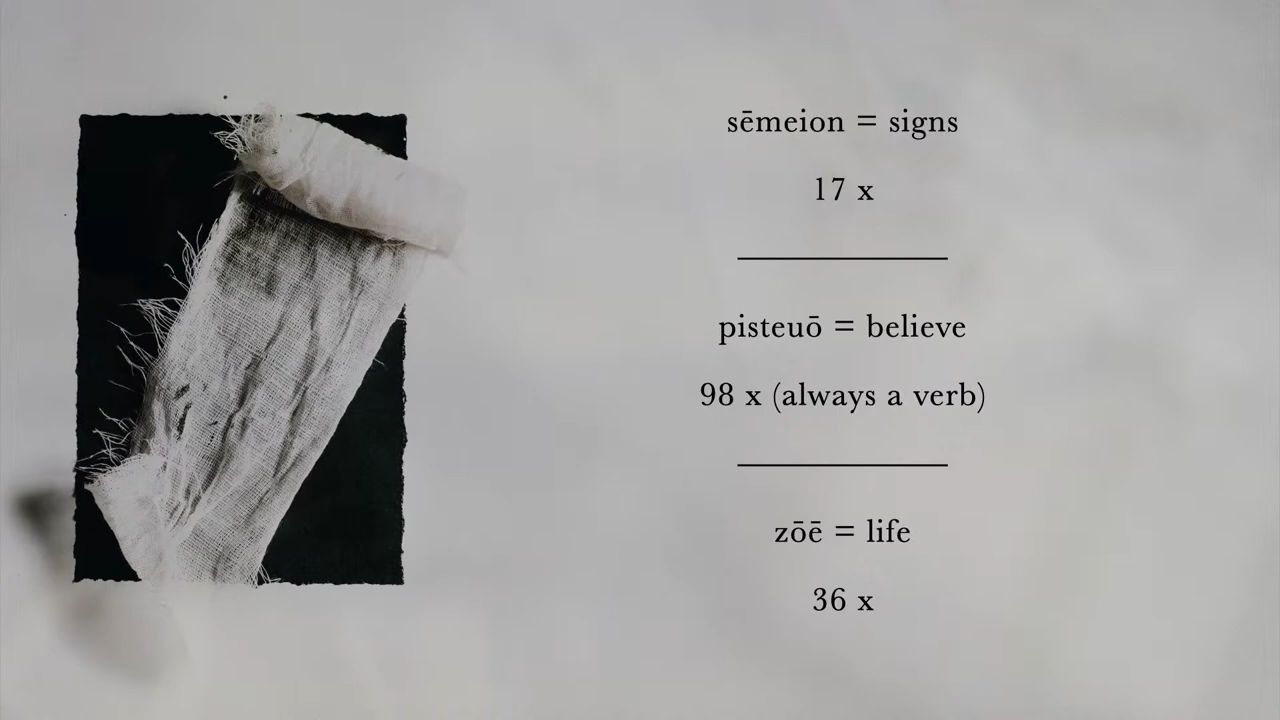 sēmeion = signs
17 x
pisteuō = believe
98 x (always a verb)
zōē = life
36 x